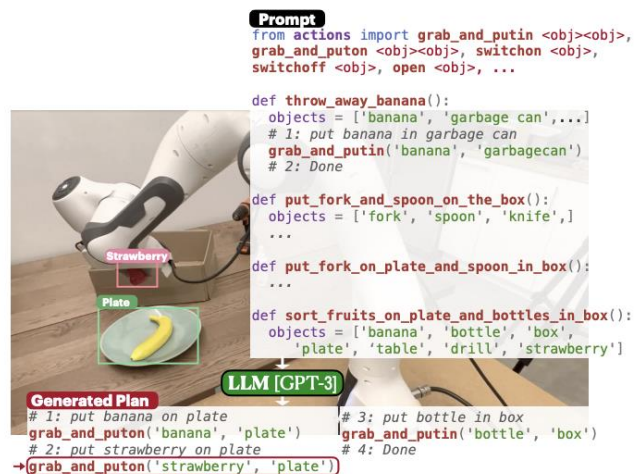 Prompt
from actions import grab_and_putin <obj><obj>,
grab_and_puton <obj><obj>, switchon <obj>,
switchoff <obj>, open <obj>, ...
def throw_away_banana():
objects = ['banana', 'garbage can',...]
# 1: put banana in garbage can
grab_and_putin('banana', 'garbagecan')
# 2: Done
def put_fork_and_spoon_on_the_box():
objects = ['fork', 'spoon', 'knife',]
...
def put_fork_on_plate_and_spoon_in_box():
...
def sort_fruits_on_plate_and_bottles_in_box():
objects = ['banana', 'bottle', 'box',
'plate', 'table', 'drill', 'strawberry']
Strawberry
Plate
LLM [GPT-3]
Generated Plan
# 1: put banana on plate
grab_and_puton('banana', 'plate')
# 2: put strawberry on plate
grab_and_puton('strawberry', 'plate')
# 3: put bottle in box
grab_and_putin('bottle', 'box')
# 4: Done